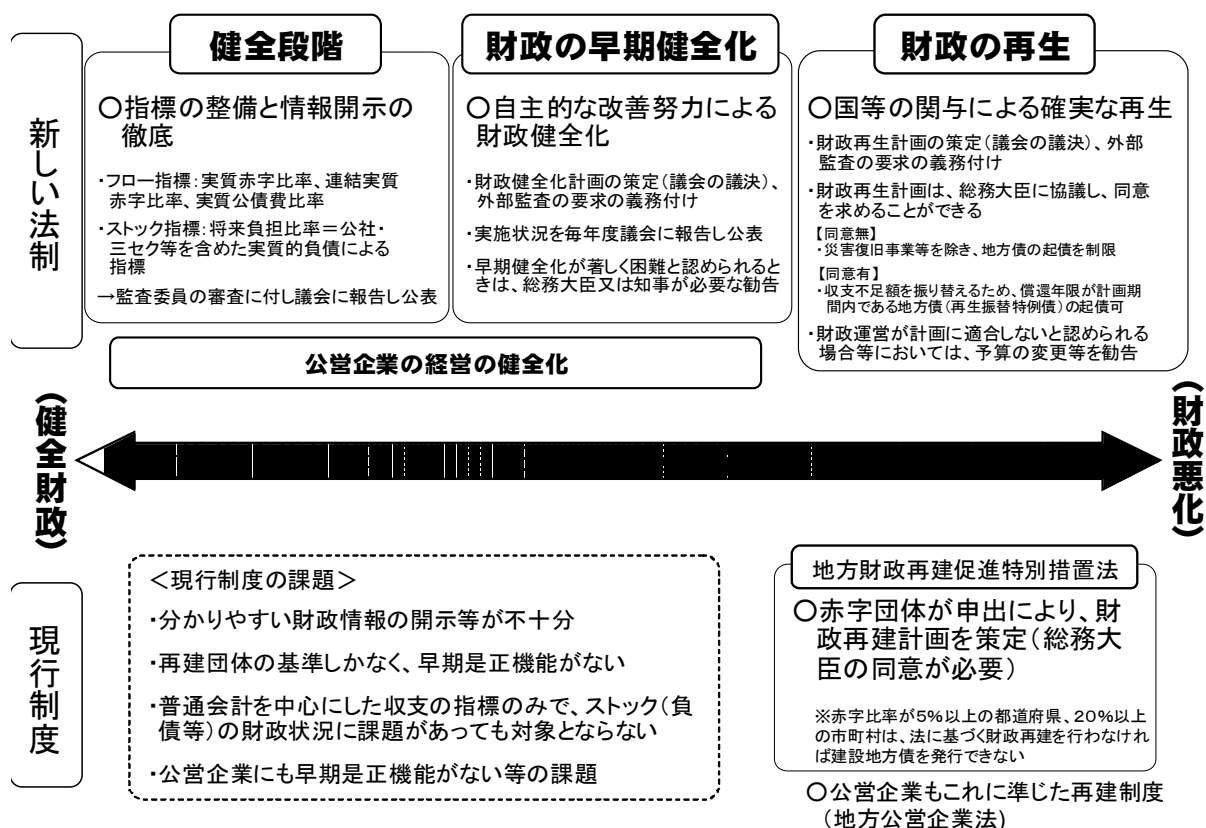 新しい法制
健全段階
〇指標の整備と情報開示の
徹底
・フロー指標：実質赤字比率、連結実質
赤字比率、実質公債費比率
・ストック指標：将来負担比率＝公社・
三セク等を含めた実質的負債による
指標
→監査委員の審査に付し議会に報告し公表
財政の早期健全化
〇自主的な改善努力による
財政健全化
・財政健全化計画の策定（議会の議決）、
外部監査の要求の義務付け
・実施状況を毎年度議会に報告し公表
・早期健全化が著しく困難と認められると
きは、総務大臣又は知事が必要な勧告
財政の再生
〇国等の関与による確実な再生
・財政再生計画の策定（議会の議決）、外部
監査の要求の義務付け
・財政再生計画は、総務大臣に協議し、同意
を求めることができる
【同意無】
・災害復旧事業等を除き、地方債の起債を制限
【同意有】
・収支不足額を振り替えるため、償還年限が計画期
間内である地方債（再生振替特例債）の起債可
・財政運営が計画に適合しないと認められる
場合等においては、予算の変更等を勧告
公営企業の経営の健全化
（健全財政）
（財政悪化）
現行制度
＜現行制度の課題＞
・分かりやすい財政情報の開示等が不十分
・再建団体の基準しかなく、早期是正機能がない
・普通会計を中心にした収支の指標のみで、ストック（負
債等）の財政状況に課題があっても対象とならない
・公営企業にも早期是正機能がない等の課題
地方財政再建促進特別措置法
〇赤字団体が申出により、財
政再建計画を策定（総務大
臣の同意が必要）
※赤字比率が5%以上の都道府県、20%以上
の市町村は、法に基づく財政再建を行わなけれ
ば建設地方債を発行できない
〇公営企業もこれに準じた再建制度
（地方公営企業法）